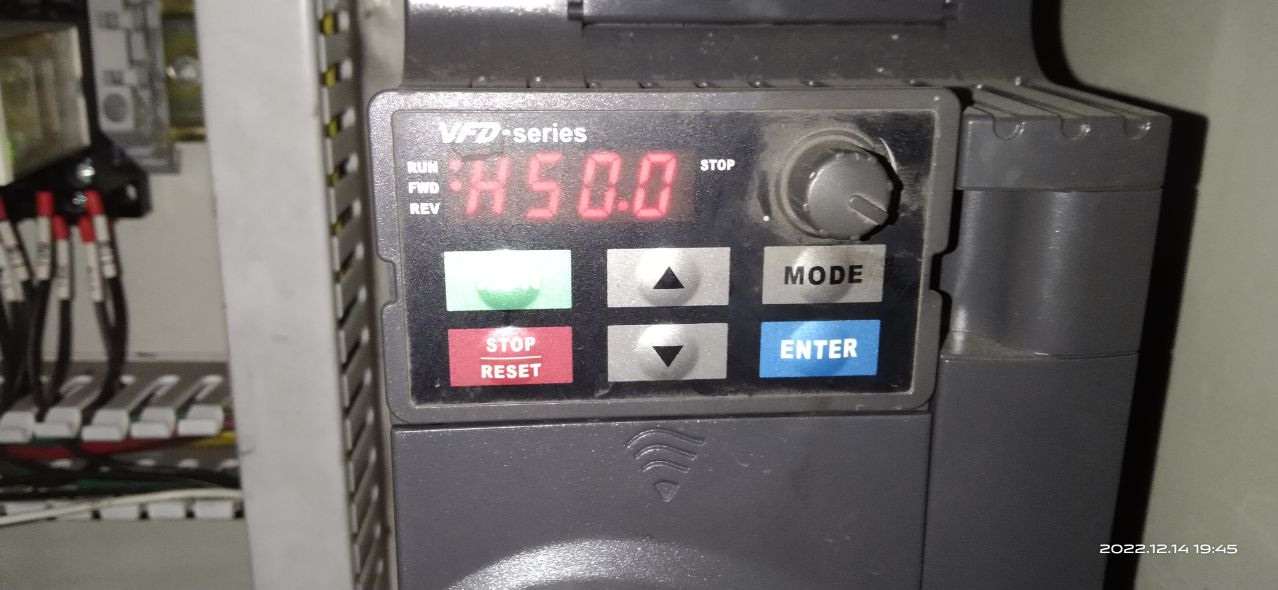 VFD-series
RUN
FWD
REV
H50.0
STOP
MODE
STOP
RESET
ENTER
2022.12.14 19:45